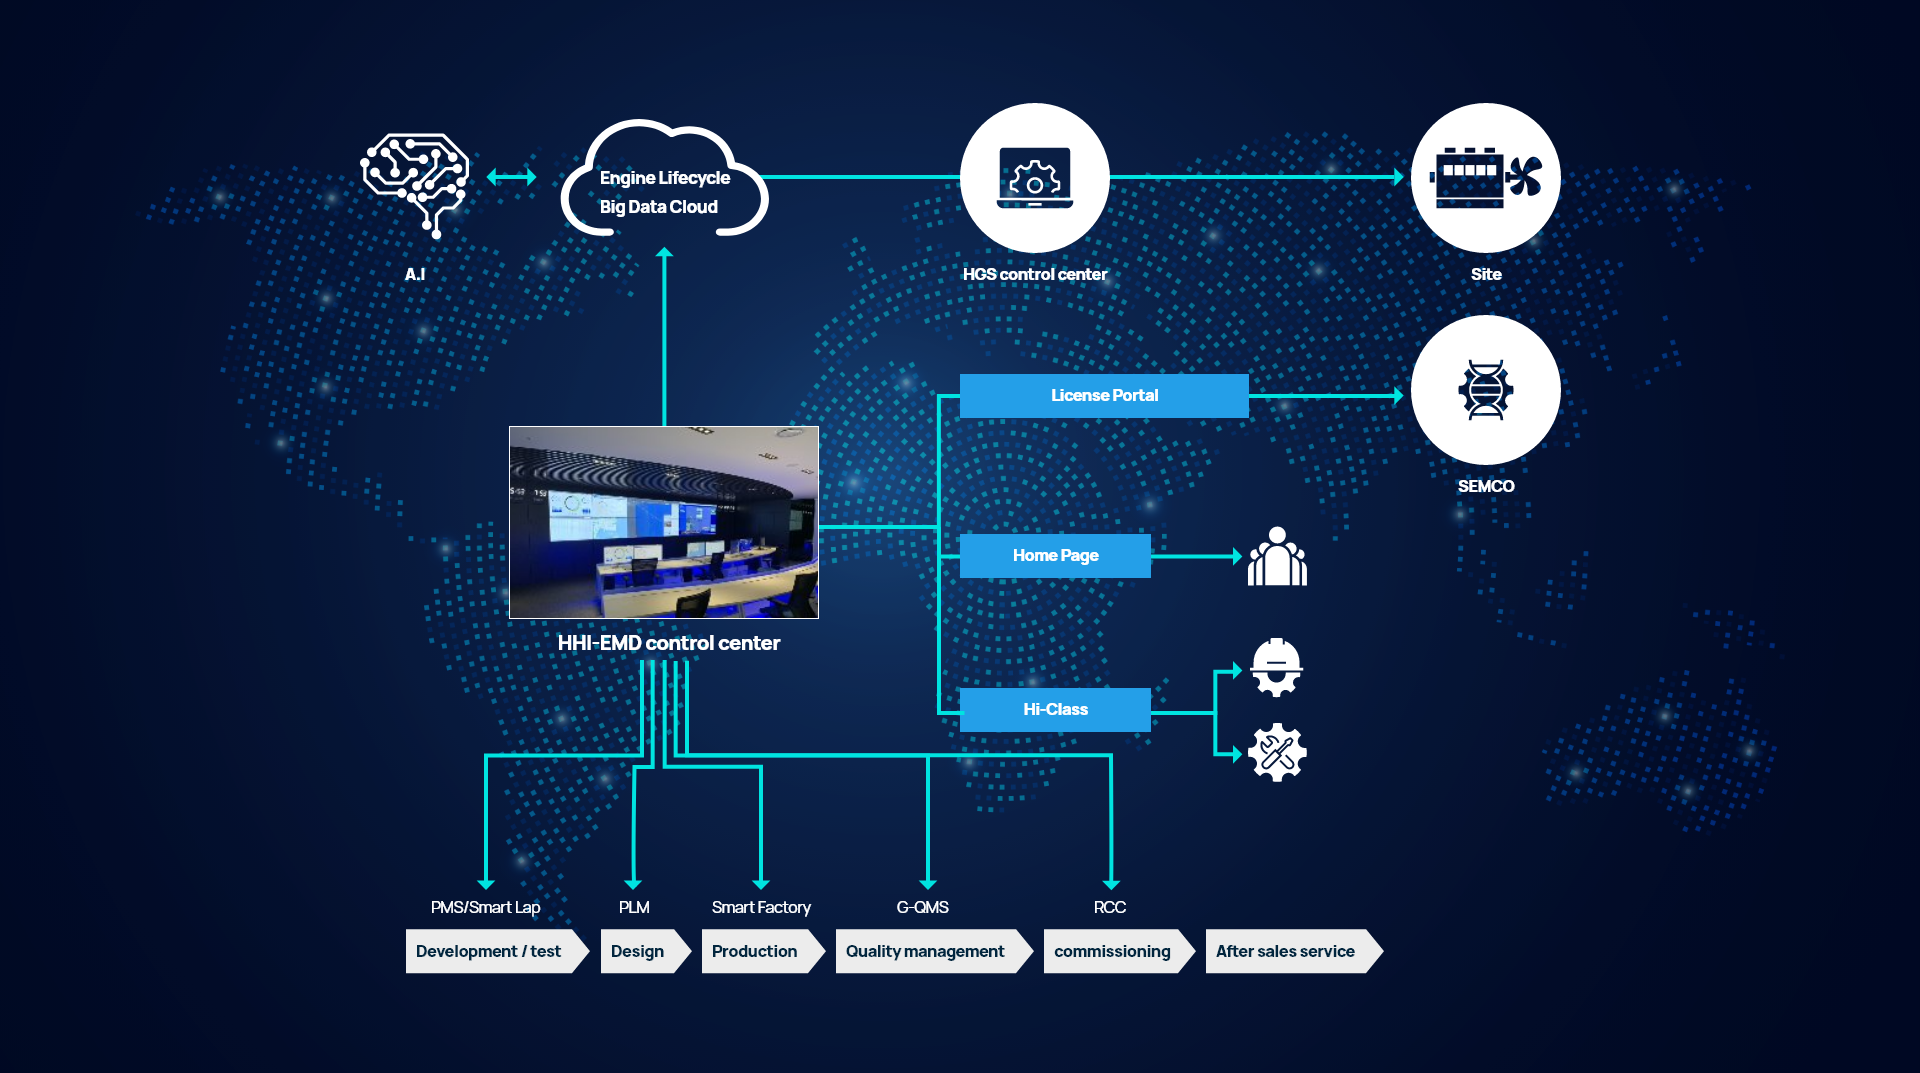 Engine Lifecycle
Big Data Cloud
A.I
HGS control center
Site
License Portal
SEMCO
Home Page
HHI-EMD control center
Hi-Class
PMS/Smart Lap
PLM
Smart Factory
G-QMS
RCC
Development / test
Design
Production
Quality management
commissioning
After sales service